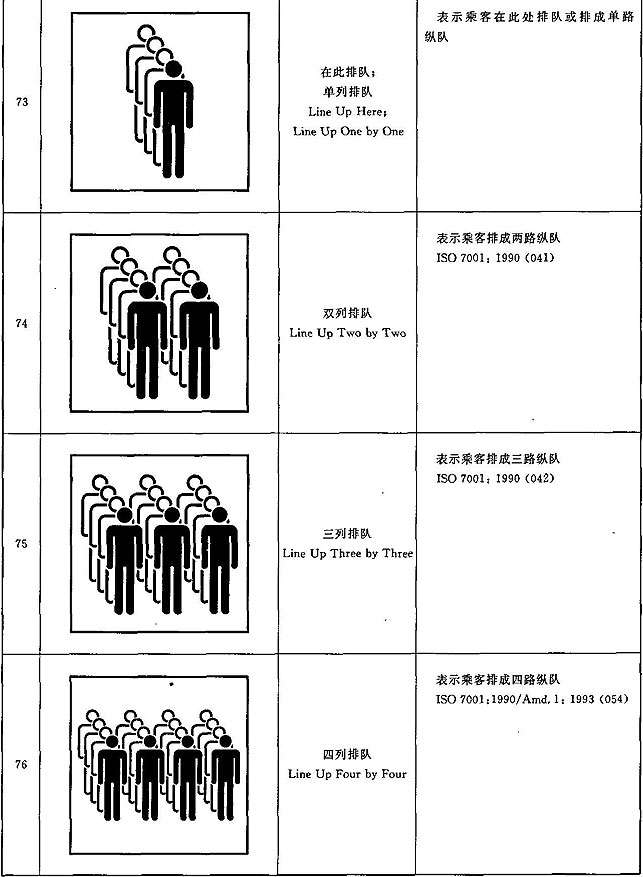 73
在此排队;
单列排队
Line Up Here;
Line Up One by One
表示乘客在此处排队或排成单路
纵队
74
双列排队
Line Up Two by Two
表示乘客排成两路纵队
ISO 7001: 1990 (041)
75
三列排队
Line Up Three by Three
表示乘客排成三路纵队
ISO 7001: 1990 (042)
76
四列排队
Line Up Four by Four
表示乘客排成四路纵队
ISO 7001:1990/Amd. 1: 1993 (054)